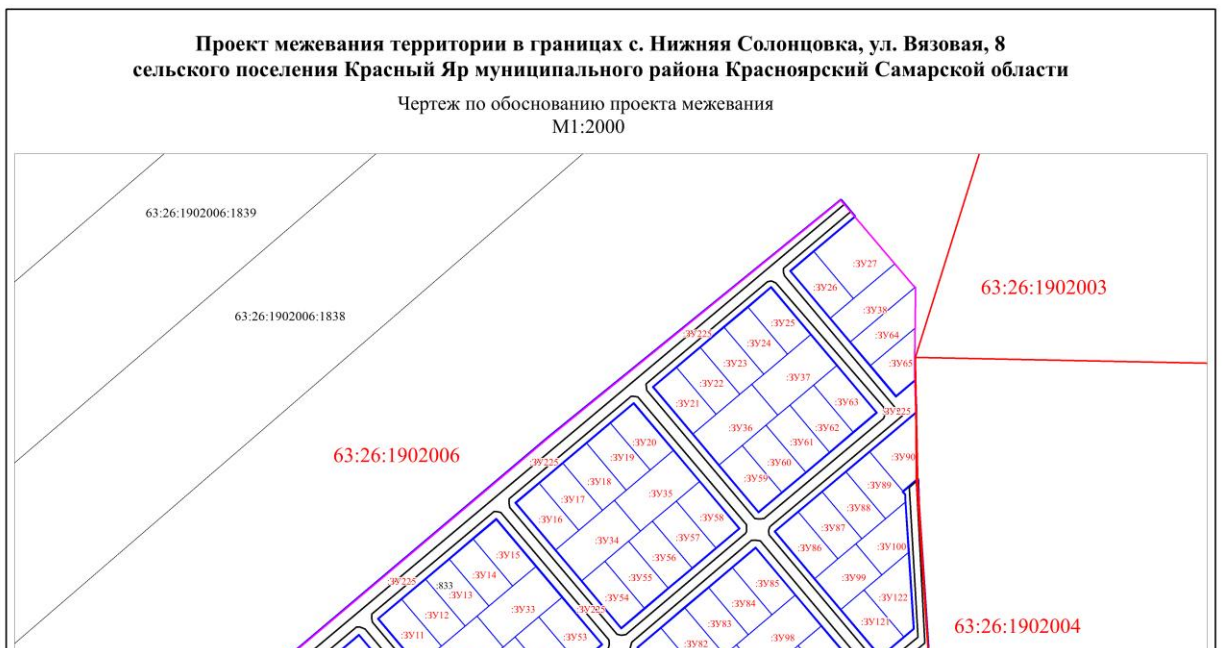 Проект межевания территории в границах с. Нижняя Солонцовка, ул. Вязовая, 8
сельского поселения Красный Яр муниципального района Красноярский Самарской области
Чертеж по обоснованию проекта межевания
М1:2000
63:26:1902006:1839
:ЗУ27
:ЗУ26
63:26:1902003
:ЗУ38
63:26:1902006:1838
:ЗУ25
:ЗУ225
:ЗУ64
:ЗУ24
:ЗУ23
:ЗУ65
:ЗУ37
:ЗУ22
:ЗУ21
:ЗУ63
:ЗУ225
:ЗУ36
:ЗУ62
:ЗУ20
:ЗУ61
63:26:1902006
:ЗУ19
:ЗУ90
:ЗУ225
:ЗУ60
:ЗУ59
:ЗУ18
:ЗУ89
:ЗУ35
:ЗУ17
:ЗУ88
:ЗУ16
:ЗУ58
:ЗУ87
:ЗУ57
:ЗУ34
:ЗУ86
:ЗУ100
:ЗУ15
:ЗУ56
:ЗУ14
:ЗУ55
:ЗУ99
:ЗУ225
:833
:ЗУ85
:ЗУ13
:ЗУ54
:ЗУ122
:ЗУ84
:ЗУ33
:ЗУ225
:ЗУ12
:ЗУ83
:ЗУ121
63:26:1902004
:ЗУ11
:ЗУ53
:ЗУ98
:ЗУ82